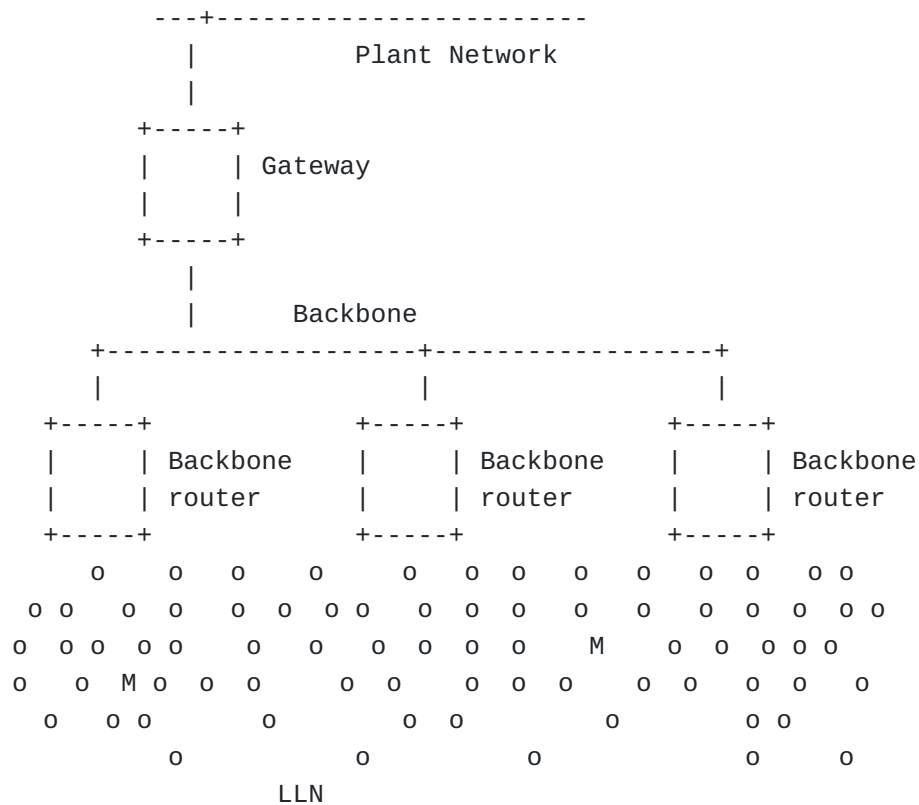 ---+------------------------
| Plant Network
|
+-----+
| | Gateway
| |
+-----+
|
| Backbone
+--------------------+------------------+
| | |
+-----+ +-----+ +-----+
| | Backbone | | Backbone | | Backbone
| | router | | router | | router
+-----+ +-----+ +-----+
o o o o o o o o o o o o o
o o o o o o o o o o o o o o o o o o o
o o o o o o o o o o o o M o o o o o
o o M o o o o o o o o o o o o o o
o o o o o o o o o
o o o o o
LLN